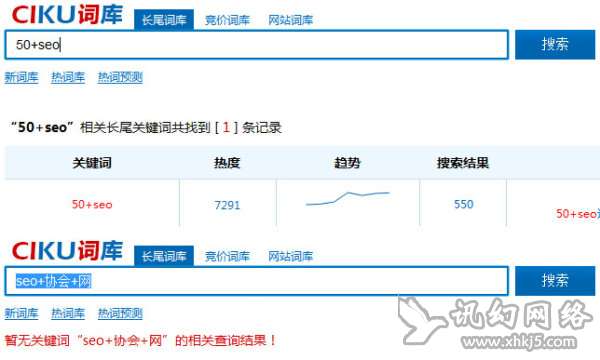 CIKU词库 长尾词库 竞价词库 网站词库
50+seo 搜索
新词库 热词库 热词预测
“50+seo”相关长尾关键词共找到 [ 1 ] 条记录
关键词 热度 趋势 搜索结果
50+seo 7291 550 50+seo
CIKU词库 长尾词库 竞价词库 网站词库
seo+协会+网 搜索
新词库 热词库 热词预测
暂无关键词“seo+协会+网”的相关查询结果！
讯幻网络
www.xhkj5.com